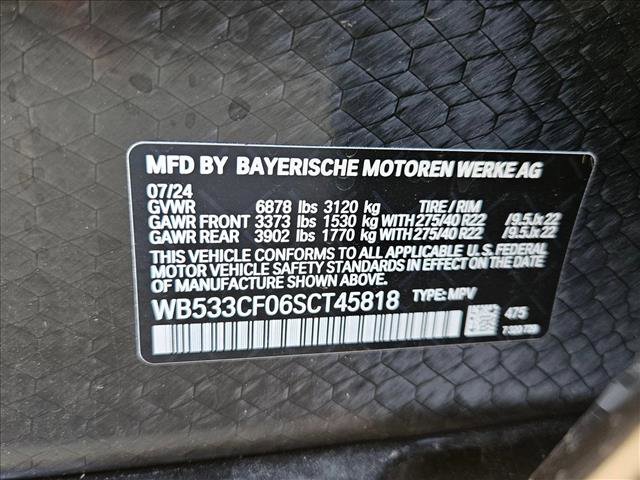 MFD BY BAYERISCHE MOTOREN WERKE AG
07/24
GVWR 6878 lbs 3120 kg TIRE / RIM
GAWR FRONT 3373 lbs 1530 kg WITH 275/40 R22 /9.5Jx22
GAWR REAR 3902 lbs 1770 kg WITH 275/40 R22 /9.5Jx22
THIS VEHICLE CONFORMS TO ALL APPLICABLE U.S. FEDERAL
MOTOR VEHICLE SAFETY STANDARDS IN EFFECT ON THE DATE
OF MANUFACTURE SHOWN ABOVE.
WB533CF06SCT45818 TYPE: MPV
475